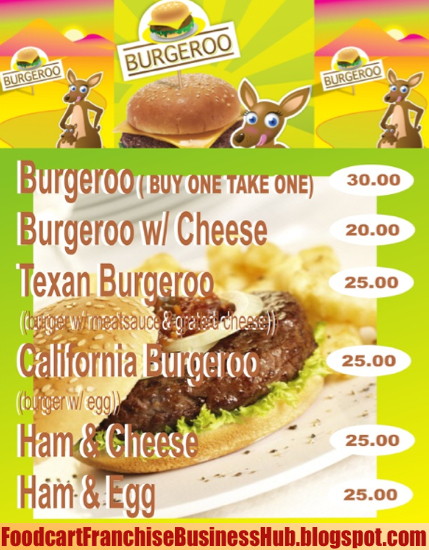 BURGEROO
BURGEROO
BURGEROO
Burgeroo ( BUY ONE TAKE ONE) 30.00
Burgeroo w/ Cheese 20.00
Texan Burgeroo 25.00
((burger w/ meatsauce & grated cheese))
California Burgeroo 25.00
(burger w/ egg))
Ham & Cheese 25.00
Ham & Egg 25.00
FoodcartFranchiseBusinessHub.blogspot.com